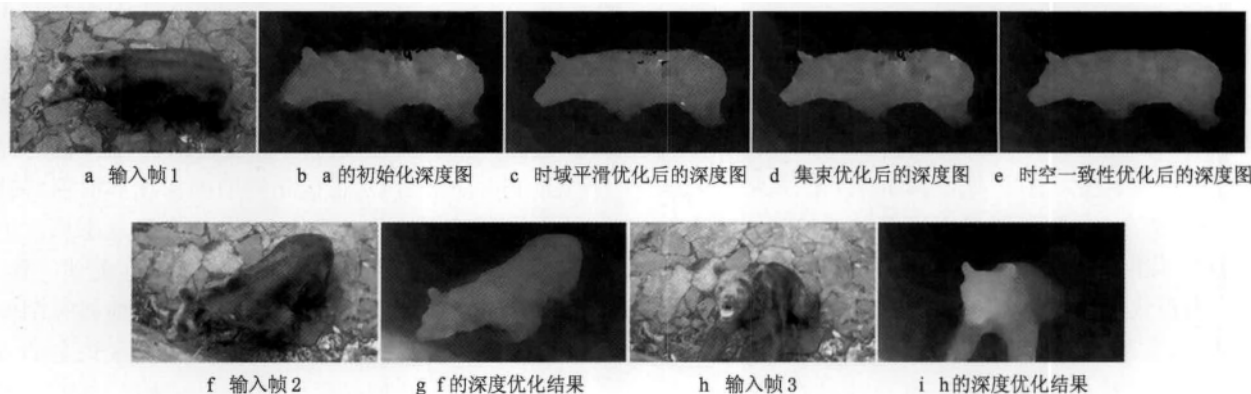 a 输入帧1
b a的初始化深度图
c 时域平滑优化后的深度图
d 集束优化后的深度图
e 时空一致性优化后的深度图
f 输入帧2
g f的深度优化结果
h 输入帧3
i h的深度优化结果